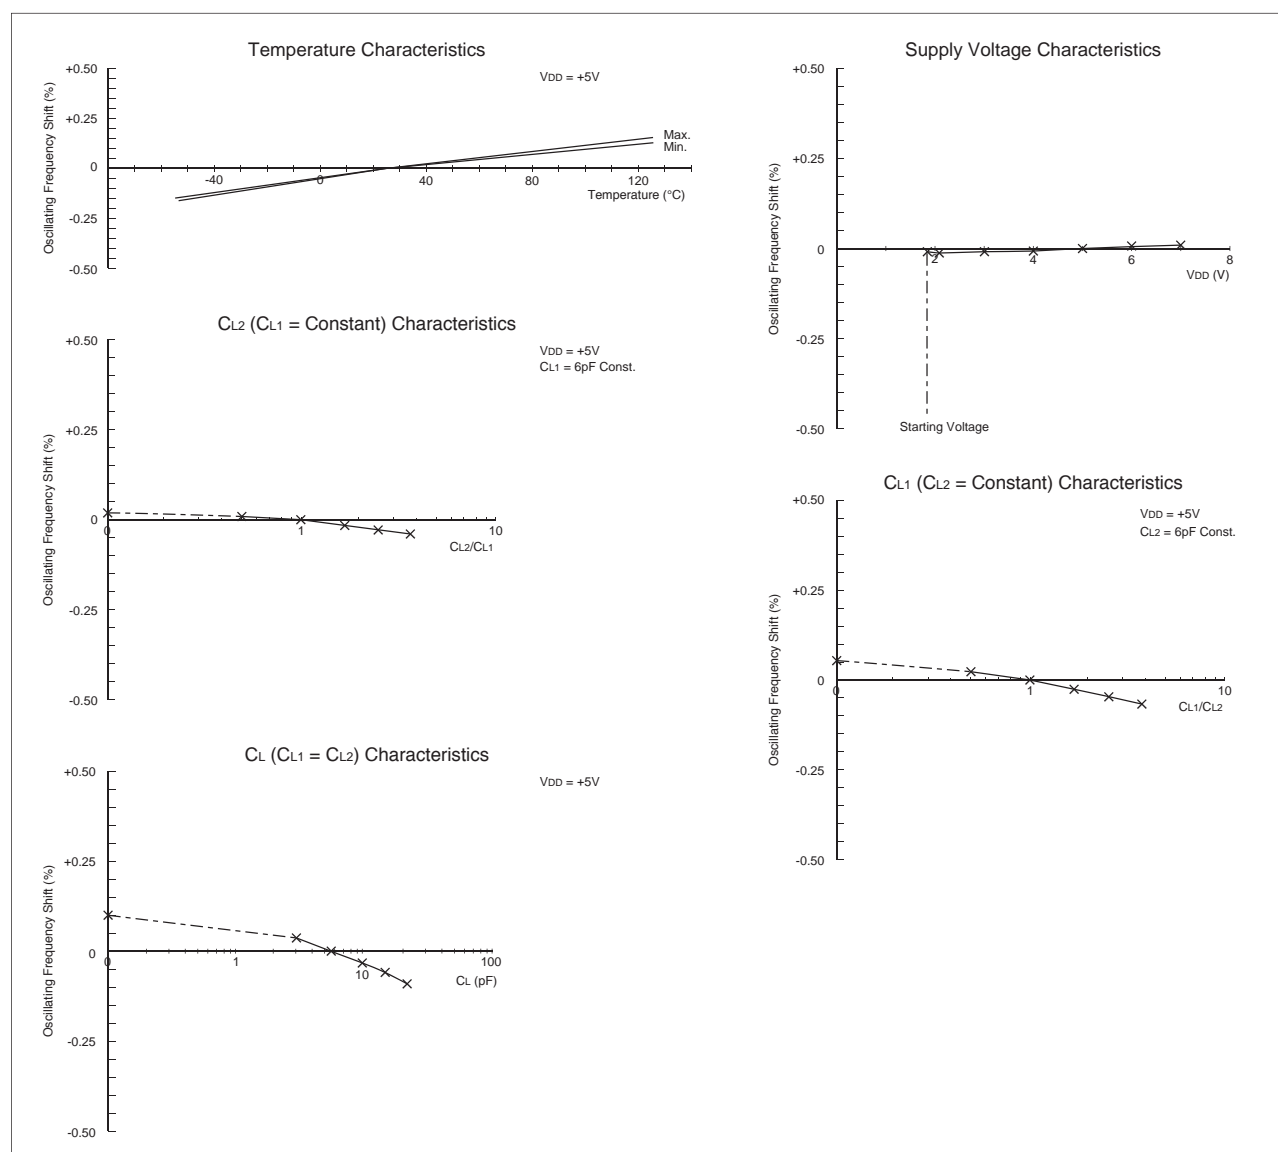 Temperature Characteristics
VDD = +5V
Oscillating Frequency Shift (%)
+0.50
+0.25
0
-0.25
-0.50
-40
0
40
80
120
Max.
Min.
Temperature (°C)
Supply Voltage Characteristics
Oscillating Frequency Shift (%)
+0.50
+0.25
0
-0.25
-0.50
2
4
6
8
VDD (V)
Starting Voltage
CL2 (CL1 = Constant) Characteristics
VDD = +5V
CL1 = 6pF Const.
Oscillating Frequency Shift (%)
+0.50
+0.25
0
-0.25
-0.50
0
1
10
CL2/CL1
CL1 (CL2 = Constant) Characteristics
VDD = +5V
CL2 = 6pF Const.
Oscillating Frequency Shift (%)
+0.50
+0.25
0
-0.25
-0.50
0
1
10
CL1/CL2
CL (CL1 = CL2) Characteristics
VDD = +5V
Oscillating Frequency Shift (%)
+0.50
+0.25
0
-0.25
-0.50
0
1
10
100
CL (pF)